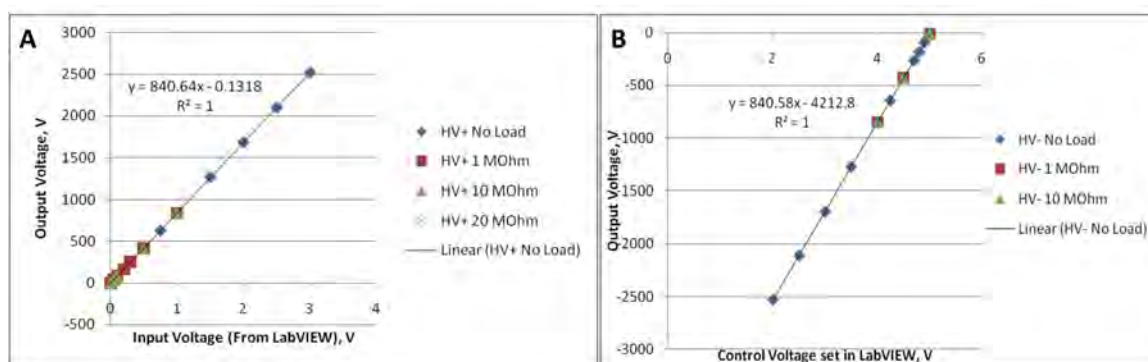 A
3000
2500
2000
1500
1000
500
0
-500
0
1
2
3
4
Output Voltage, V
Input Voltage (From LabVIEW), V
y = 840.64x - 0.1318
R² = 1
HV+ No Load
HV+ 1 MOhm
HV+ 10 MOhm
HV+ 20 MOhm
Linear (HV+ No Load)
B
0
-500
-1000
-1500
-2000
-2500
-3000
0
2
4
6
Output Voltage, V
Control Voltage set in LabVIEW, V
y = 840.58x - 4212.8
R² = 1
HV- No Load
HV- 1 MOhm
HV- 10 MOhm
Linear (HV- No Load)